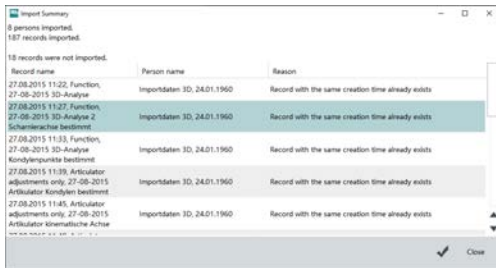 Import Summary
8 persons imported.
187 records imported.
18 records were not imported.
Record name Person name Reason
27.08.2015 11:22, Function,
27-08-2015 3D-Analyse
Importdaten 3D, 24.01.1960 Record with the same creation time already exists
27.08.2015 11:27, Function,
27-08-2015 3D-Analyse 2
Scharnierachse bestimmt
Importdaten 3D, 24.01.1960 Record with the same creation time already exists
27.08.2015 11:33, Function,
27-08-2015 3D-Analyse
Kondylenpunkte bestimmt
Importdaten 3D, 24.01.1960 Record with the same creation time already exists
27.08.2015 11:39, Articulator
adjustments only, 27-08-2015
Artikulator Kondylen bestimmt
Importdaten 3D, 24.01.1960 Record with the same creation time already exists
27.08.2015 11:45, Articulator
adjustments only, 27-08-2015
Artikulator kinematische Achse
Importdaten 3D, 24.01.1960 Record with the same creation time already exists
Close